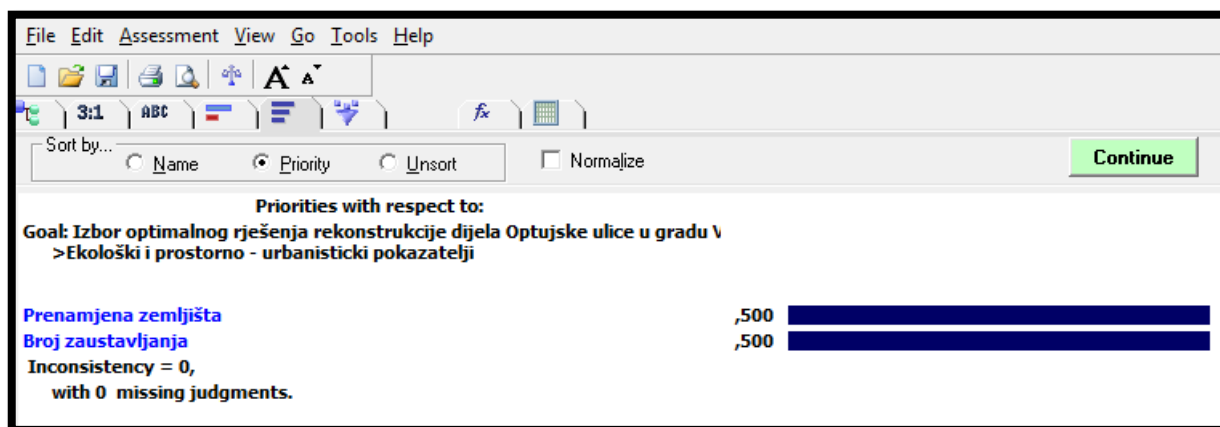 File Edit Assessment View Go Tools Help
A A
3:1 ABC fx
Sort by... Name Priority Unsort Normalize Continue
Priorities with respect to:
Goal: Izbor optimalnog rješenja rekonstrukcije dijela Optujske ulice u gradu V
>Ekološki i prostorno - urbanisticki pokazatelji
Prenamjena zemljišta ,500
Broj zaustavljanja ,500
Inconsistency = 0,
with 0 missing judgments.